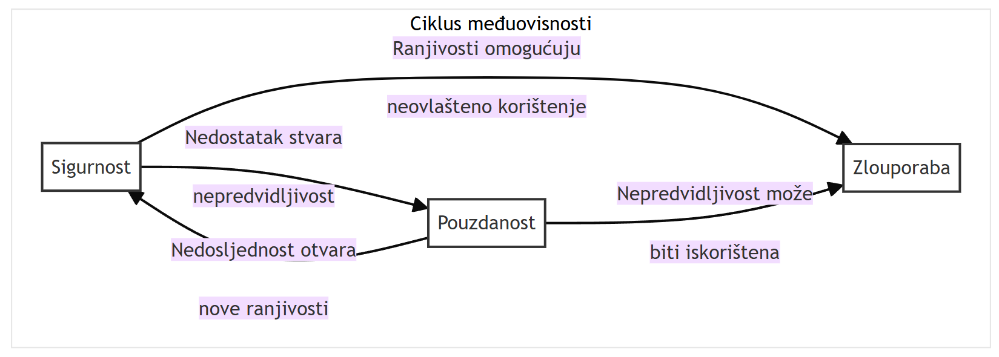 Ciklus međuovisnosti
Ranjivosti omogućuju
neovlašteno korištenje
Nedostatak stvara
nepredvidljivost
Sigurnost
Zlouporaba
Nepredvidljivost može
biti iskorištena
Pouzdanost
Nedosljednost otvara
nove ranjivosti